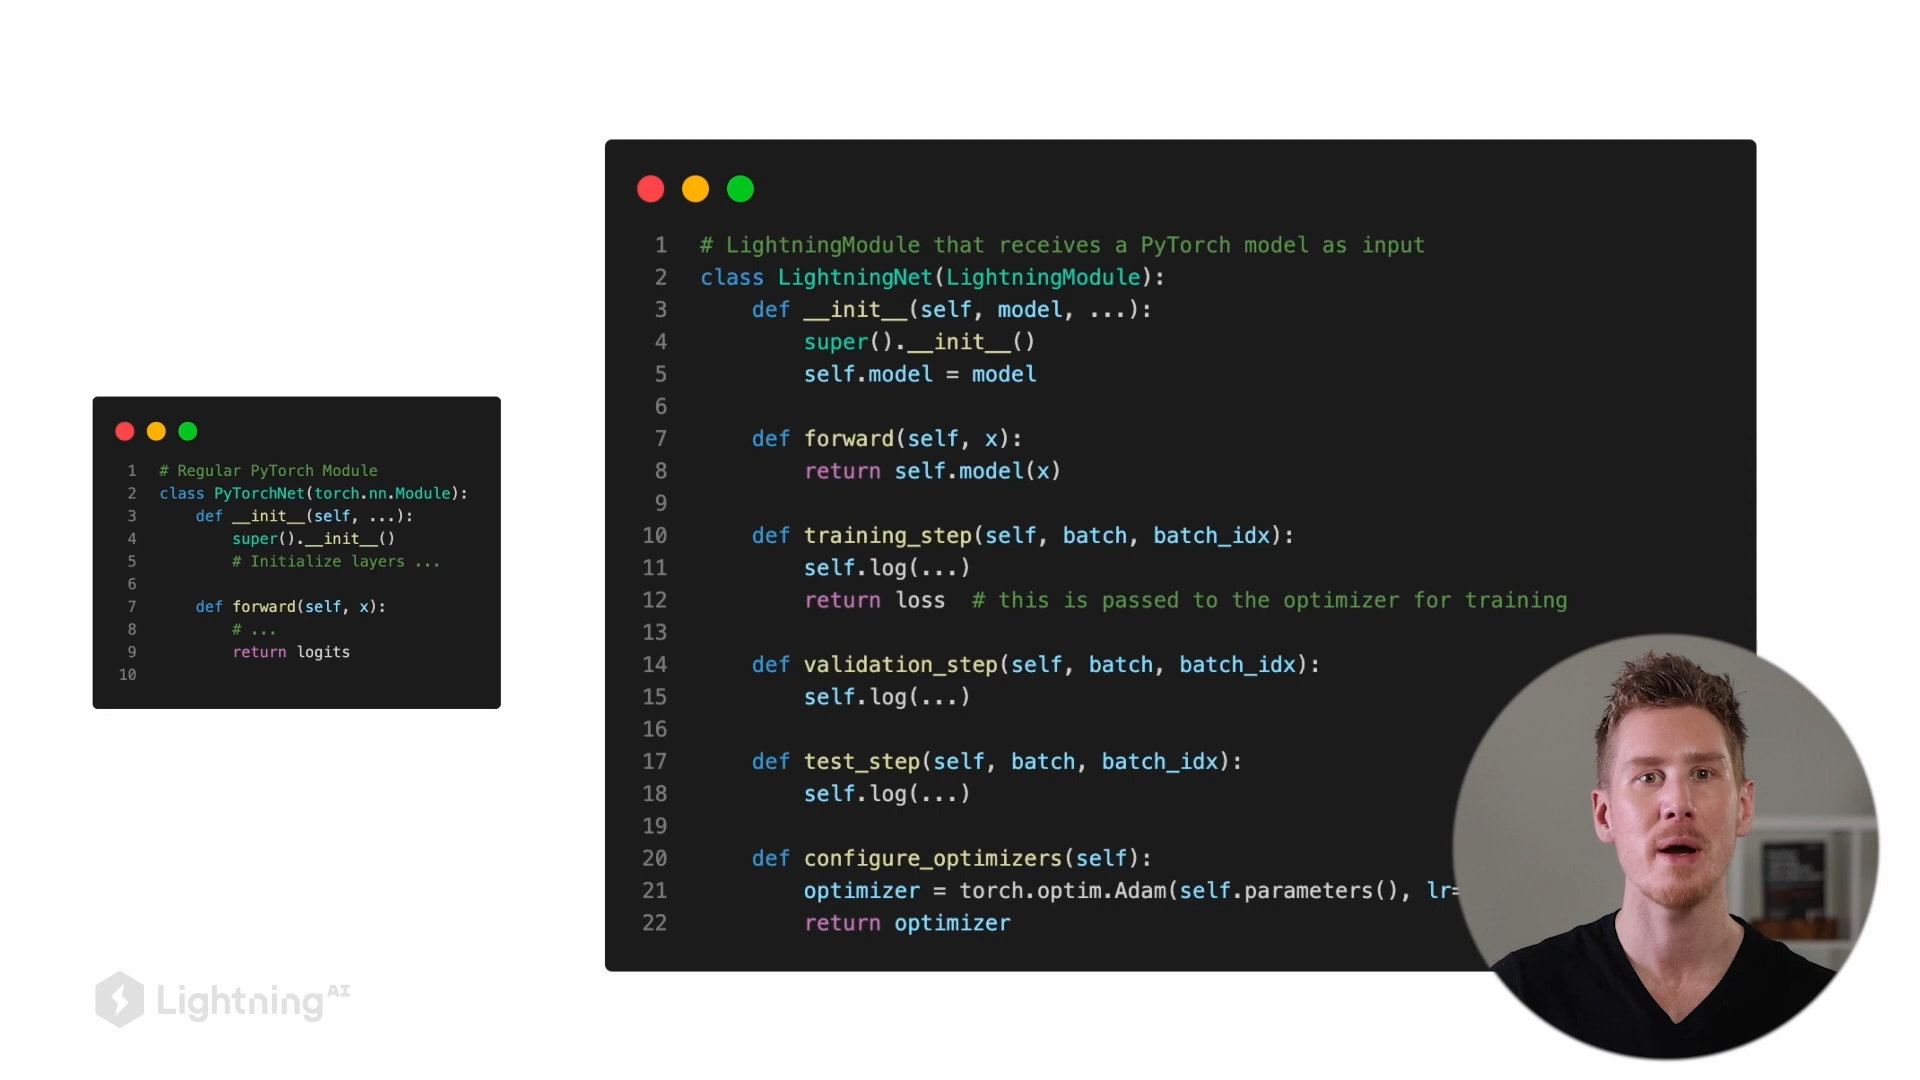 1 # Regular PyTorch Module
2 class PyTorchNet(torch.nn.Module):
3 def __init__(self, ...):
4 super().__init__()
5 # Initialize layers ...
6
7 def forward(self, x):
8 # ...
9 return logits
10
1 # LightningModule that receives a PyTorch model as input
2 class LightningNet(LightningModule):
3 def __init__(self, model, ...):
4 super().__init__()
5 self.model = model
6
7 def forward(self, x):
8 return self.model(x)
9
10 def training_step(self, batch, batch_idx):
11 self.log(...)
12 return loss # this is passed to the optimizer for training
13
14 def validation_step(self, batch, batch_idx):
15 self.log(...)
16
17 def test_step(self, batch, batch_idx):
18 self.log(...)
19
20 def configure_optimizers(self):
21 optimizer = torch.optim.Adam(self.parameters(), lr=
22 return optimizer
Lightning AI